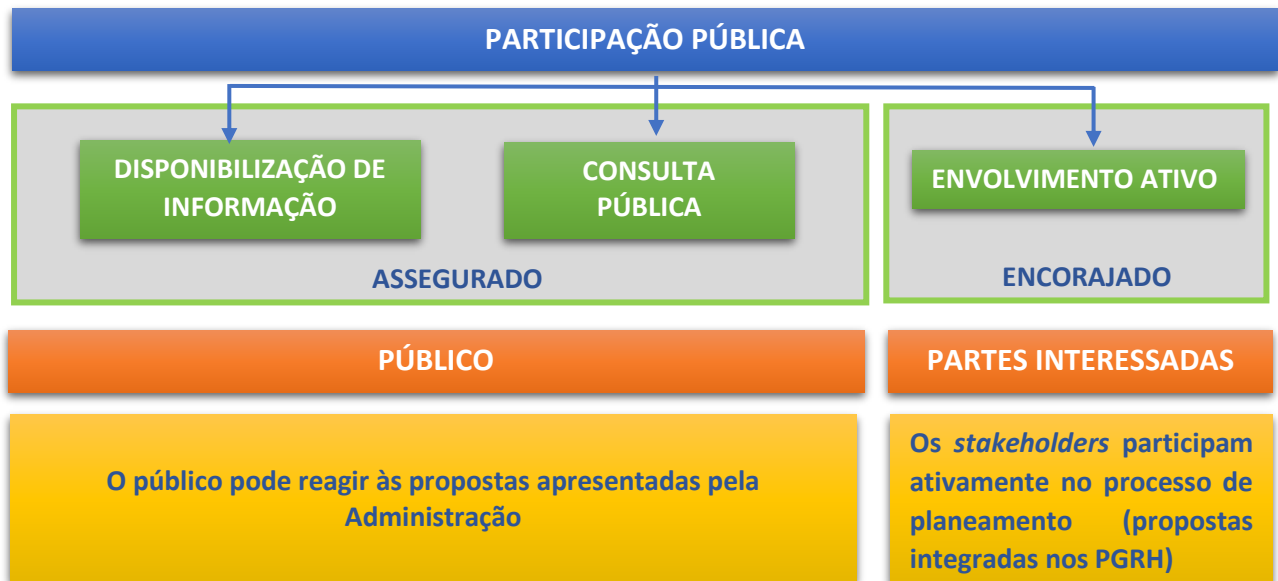 PARTICIPAÇÃO PÚBLICA
DISPONIBILIZAÇÃO DE
INFORMAÇÃO
CONSULTA
PÚBLICA
ASSEGURADO
ENVOLVIMENTO ATIVO
ENCORAJADO
PÚBLICO
PARTES INTERESSADAS
O público pode reagir às propostas apresentadas pela
Administração
Os stakeholders participam
ativamente no processo de
planeamento (propostas
integradas nos PGRH)